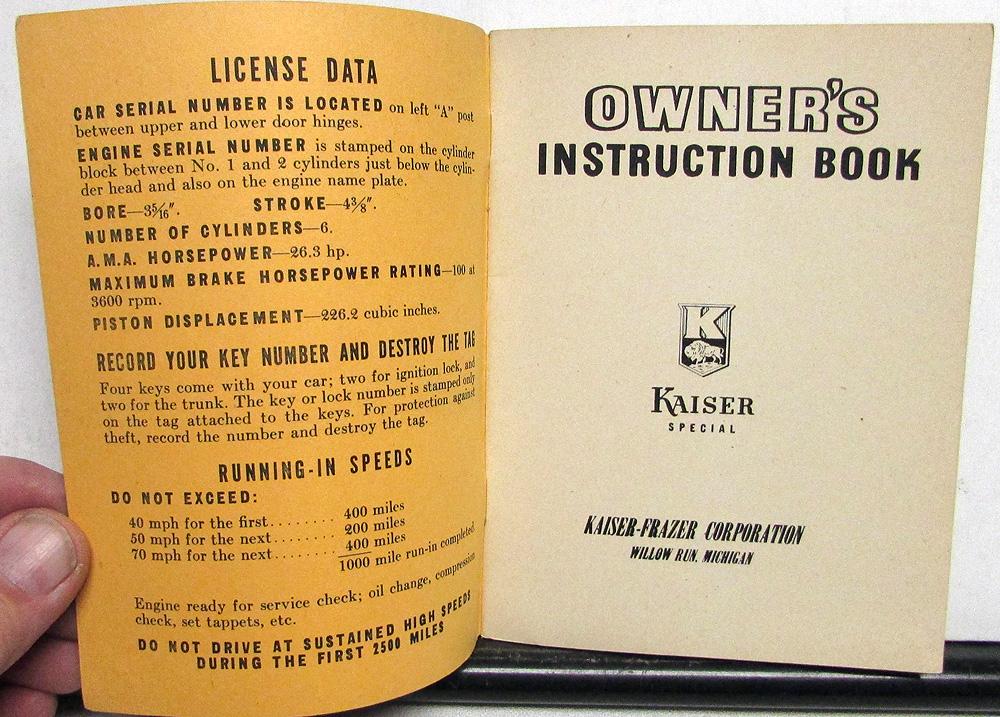 LICENSE DATA
CAR SERIAL NUMBER IS LOCATED on left "A" post
between upper and lower door hinges.
ENGINE SERIAL NUMBER is stamped on the cylinder
block between No. 1 and 2 cylinders just below the cylin-
der head and also on the engine name plate.
BORE—3 5/16". STROKE—4 3/8".
NUMBER OF CYLINDERS—6.
A.M.A. HORSEPOWER—26.3 hp.
MAXIMUM BRAKE HORSEPOWER RATING—100 at
3600 rpm.
PISTON DISPLACEMENT—226.2 cubic inches.
RECORD YOUR KEY NUMBER AND DESTROY THE TAG
Four keys come with your car; two for ignition lock, and
two for the trunk. The key or lock number is stamped only
on the tag attached to the keys. For protection against
theft, record the number and destroy the tag.
RUNNING-IN SPEEDS
DO NOT EXCEED:
40 mph for the first........ 400 miles
50 mph for the next........ 200 miles
70 mph for the next........ 400 miles
1000 mile run-in completed.
Engine ready for service check; oil change, compression
check, set tappets, etc.
DO NOT DRIVE AT SUSTAINED HIGH SPEEDS
DURING THE FIRST 2500 MILES
OWNER'S
INSTRUCTION BOOK
K
KAISER
SPECIAL
KAISER-FRAZER CORPORATION
WILLOW RUN, MICHIGAN